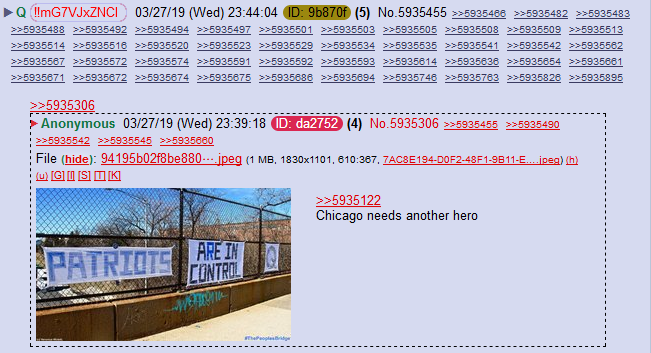 Q !!mG7VJxZNCI 03/27/19 (Wed) 23:44:04 ID: 9b870f (5) No.5935455 >>5935466 >>5935482 >>5935483
>>5935488 >>5935492 >>5935494 >>5935497 >>5935501 >>5935503 >>5935505 >>5935508 >>5935509 >>5935513
>>5935514 >>5935516 >>5935520 >>5935523 >>5935529 >>5935535 >>5935566 >>5935541 >>5935542 >>5935562
>>5935567 >>5935572 >>5935574 >>5935591 >>5935592 >>5935593 >>5935614 >>5935656 >>5935654 >>5935661
>>5935671 >>5935672 >>5935674 >>5935675 >>5935686 >>5935694 >>5935746 >>5935763 >>5935826 >>5935895
>>5935306
Anonymous 03/27/19 (Wed) 23:39:18 ID: da2752 (4) No.5935306 >>5935455 >>5935490
>>5935542 >>5935545 >>5935660
File (hide): 94195b02f8be880⋯.jpeg (1 MB, 1830x1101, 610:367, 7AC8E194-D0F2-48F1-9B11-E….jpeg) (h)
(u) [G] [I] [S] [T] [K]
>>5935122
Chicago needs another hero
PATRIOTS
ARE IN
CONTROL
Q
#ThePeoplesBridge